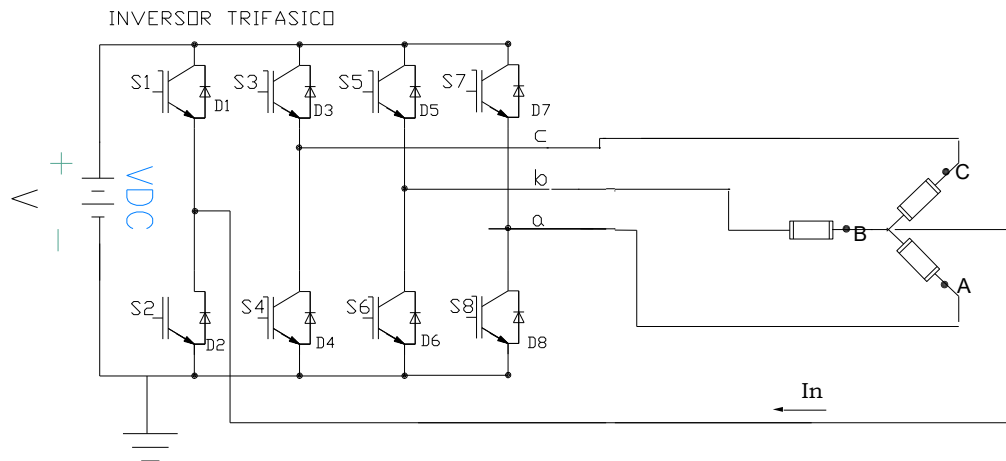 INVERSOR TRIFASICO
S1
D1
S3
D3
S5
D5
S7
D7
+
V
-
VDC
c
b
a
C
B
A
S2
D2
S4
D4
S6
D6
S8
D8
In